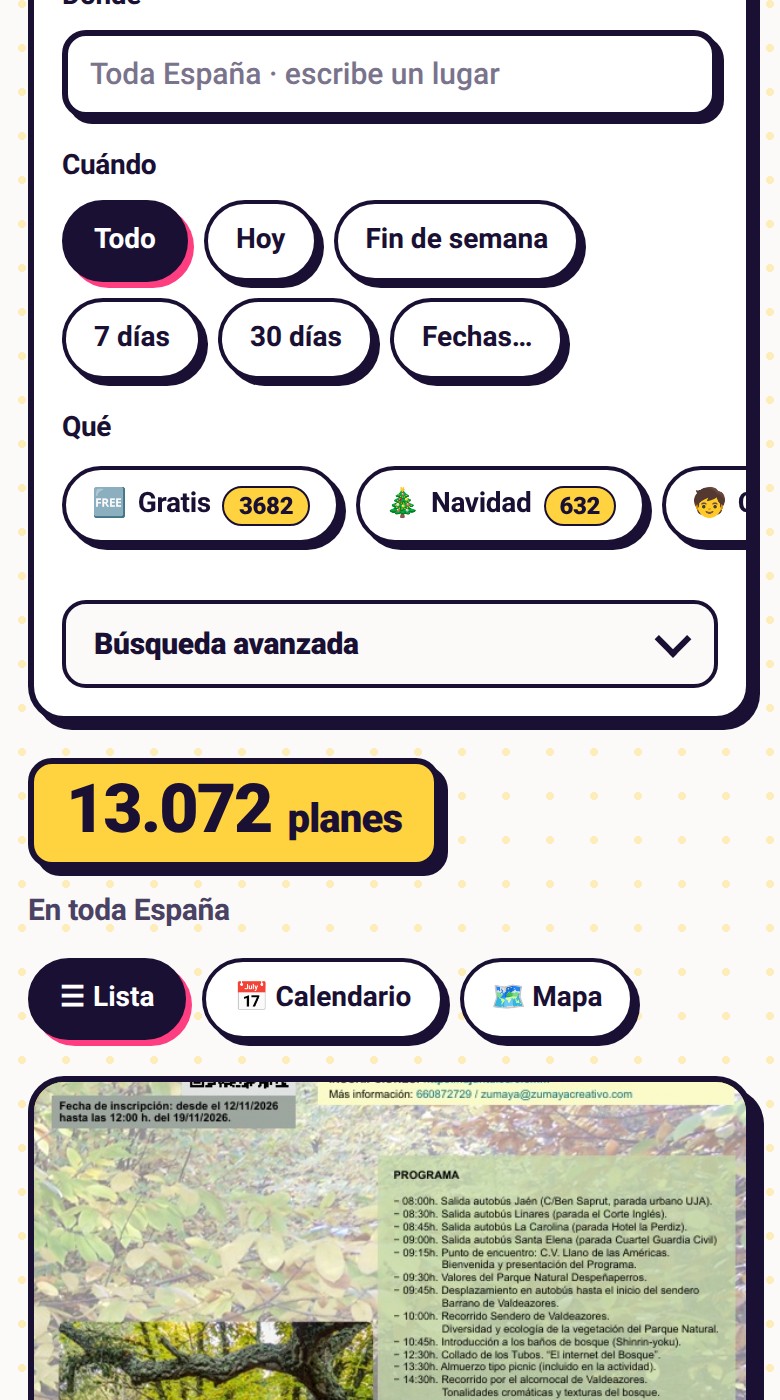 Dónde
Toda España · escribe un lugar
Cuándo
Todo
Hoy
Fin de semana
7 días
30 días
Fechas...
Qué
FREE Gratis 3682
Navidad 632
Búsqueda avanzada
13.072 planes
En toda España
☰ Lista
July 17 Calendario
Mapa
Fecha de inscripción: desde el 12/11/2026
hasta las 12:00 h. del 19/11/2026.
Más información: 660872729 / zumaya@zumayacreativo.com
PROGRAMA
– 08:00h. Salida autobús Jaén (C/Ben Saprut, parada urbano UJA).
– 08:30h. Salida autobús Linares (parada el Corte Inglés).
– 08:45h. Salida autobús La Carolina (parada Hotel la Perdiz).
– 09:00h. Salida autobús Santa Elena (parada Cuartel Guardia Civil)
– 09:15h. Punto de encuentro: C.V. Llano de las Américas.
Bienvenida y presentación del Programa.
– 09:30h. Valores del Parque Natural Despeñaperros.
– 09:45h. Desplazamiento en autobús hasta el inicio del sendero
Barranco de Valdeazores.
– 10:00h. Recorrido Sendero de Valdeazores.
Diversidad y ecología de la vegetación del Parque Natural.
– 10:45h. Introducción a los baños de bosque (Shinrin-yoku).
– 12:30h. Collado de los Tubos. "El internet del Bosque".
– 13:30h. Almuerzo tipo picnic (incluido en la actividad).
– 14:30h. Recorrido por el alcornocal de Valdeazores.
Tonalidades cromáticas y texturas del bosque.